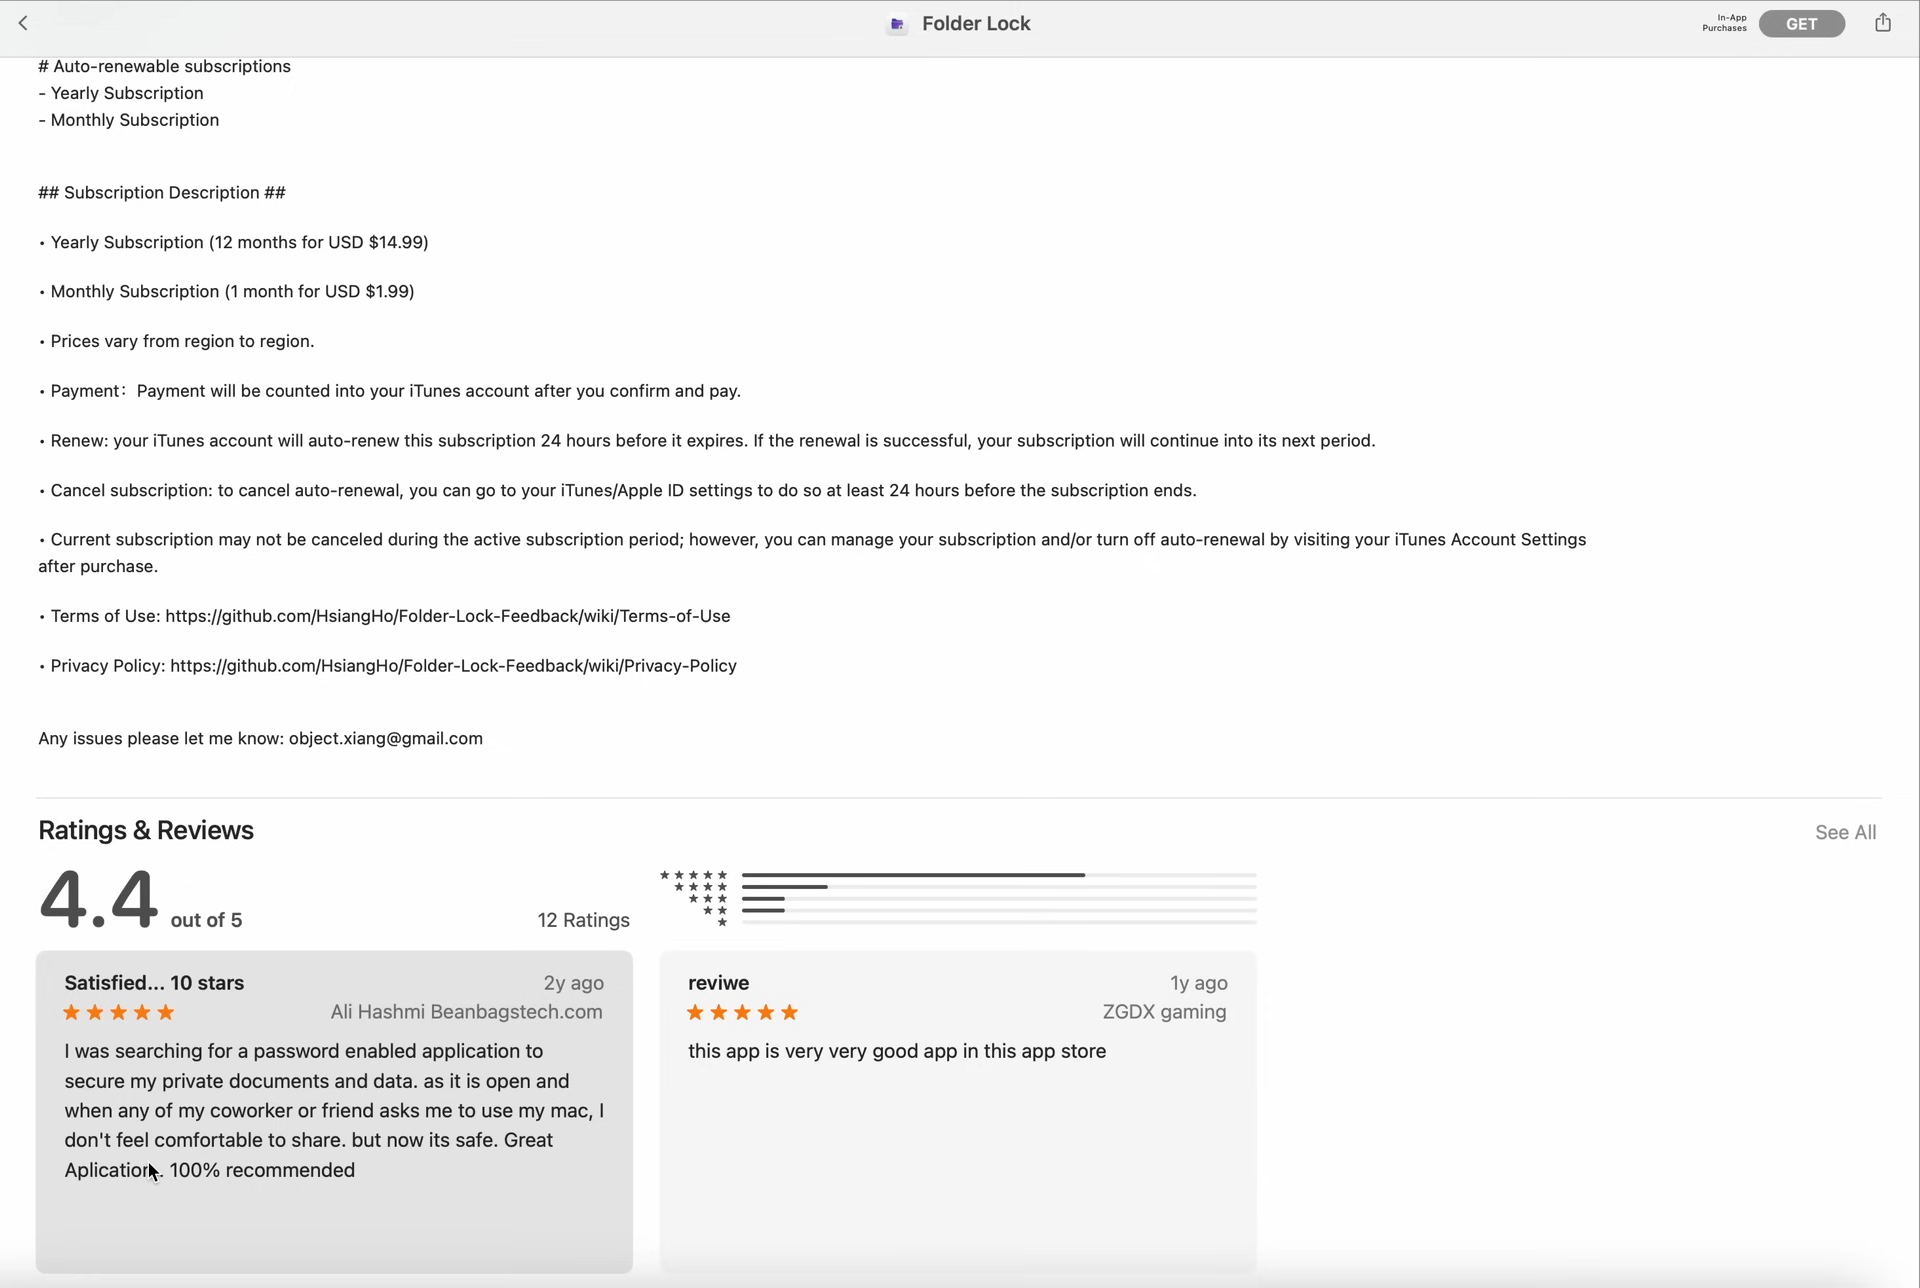 Folder Lock
In-App
Purchases
GET
# Auto-renewable subscriptions
- Yearly Subscription
- Monthly Subscription
## Subscription Description ##
• Yearly Subscription (12 months for USD $14.99)
• Monthly Subscription (1 month for USD $1.99)
• Prices vary from region to region.
• Payment：Payment will be counted into your iTunes account after you confirm and pay.
• Renew: your iTunes account will auto-renew this subscription 24 hours before it expires. If the renewal is successful, your subscription will continue into its next period.
• Cancel subscription: to cancel auto-renewal, you can go to your iTunes/Apple ID settings to do so at least 24 hours before the subscription ends.
• Current subscription may not be canceled during the active subscription period; however, you can manage your subscription and/or turn off auto-renewal by visiting your iTunes Account Settings
after purchase.
• Terms of Use: https://github.com/HsiangHo/Folder-Lock-Feedback/wiki/Terms-of-Use
• Privacy Policy: https://github.com/HsiangHo/Folder-Lock-Feedback/wiki/Privacy-Policy
Any issues please let me know: object.xiang@gmail.com
Ratings & Reviews
See All
4.4 out of 5
12 Ratings
Satisfied... 10 stars
2y ago
Ali Hashmi Beanbagstech.com
I was searching for a password enabled application to
secure my private documents and data. as it is open and
when any of my coworker or friend asks me to use my mac, I
don't feel comfortable to share. but now its safe. Great
Aplication.. 100% recommended
reviwe
1y ago
ZGDX gaming
this app is very very good app in this app store